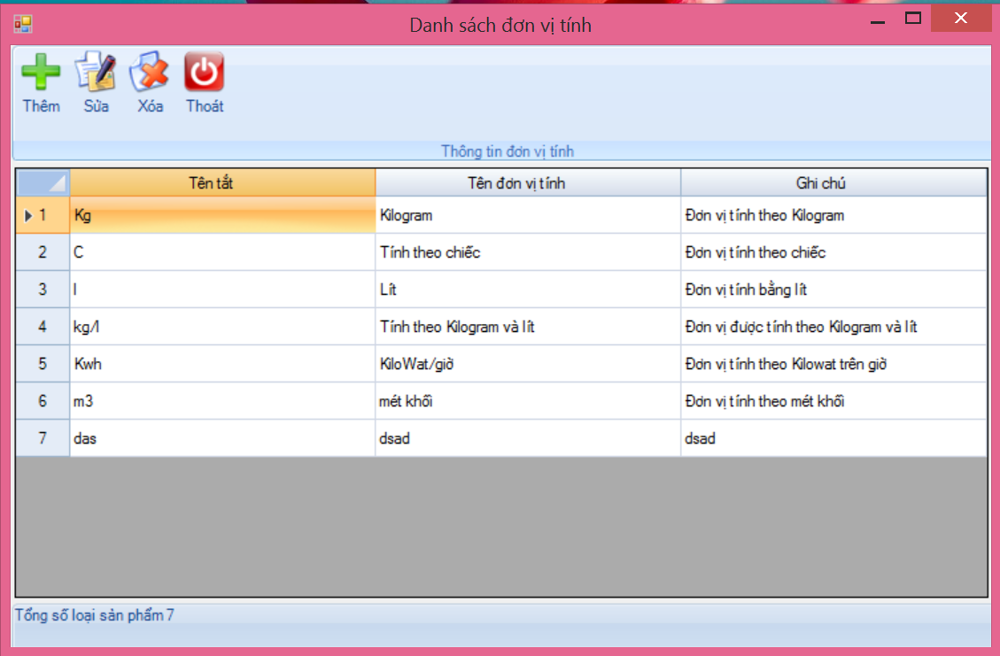 Danh sách đơn vị tính
Thêm Sửa Xóa Thoát
Thông tin đơn vị tính
Tên tắt Tên đơn vị tính Ghi chú
1 Kg Kilogram Đơn vị tính theo Kilogram
2 C Tính theo chiếc Đơn vị tính theo chiếc
3 l Lít Đơn vị tính bằng lít
4 kg/l Tính theo Kilogram và lít Đơn vị được tính theo Kilogram và lít
5 Kwh KiloWat/giờ Đơn vị tính theo Kilowat trên giờ
6 m3 mét khối Đơn vị tính theo mét khối
7 das dsad dsad
Tổng số loại sản phẩm 7